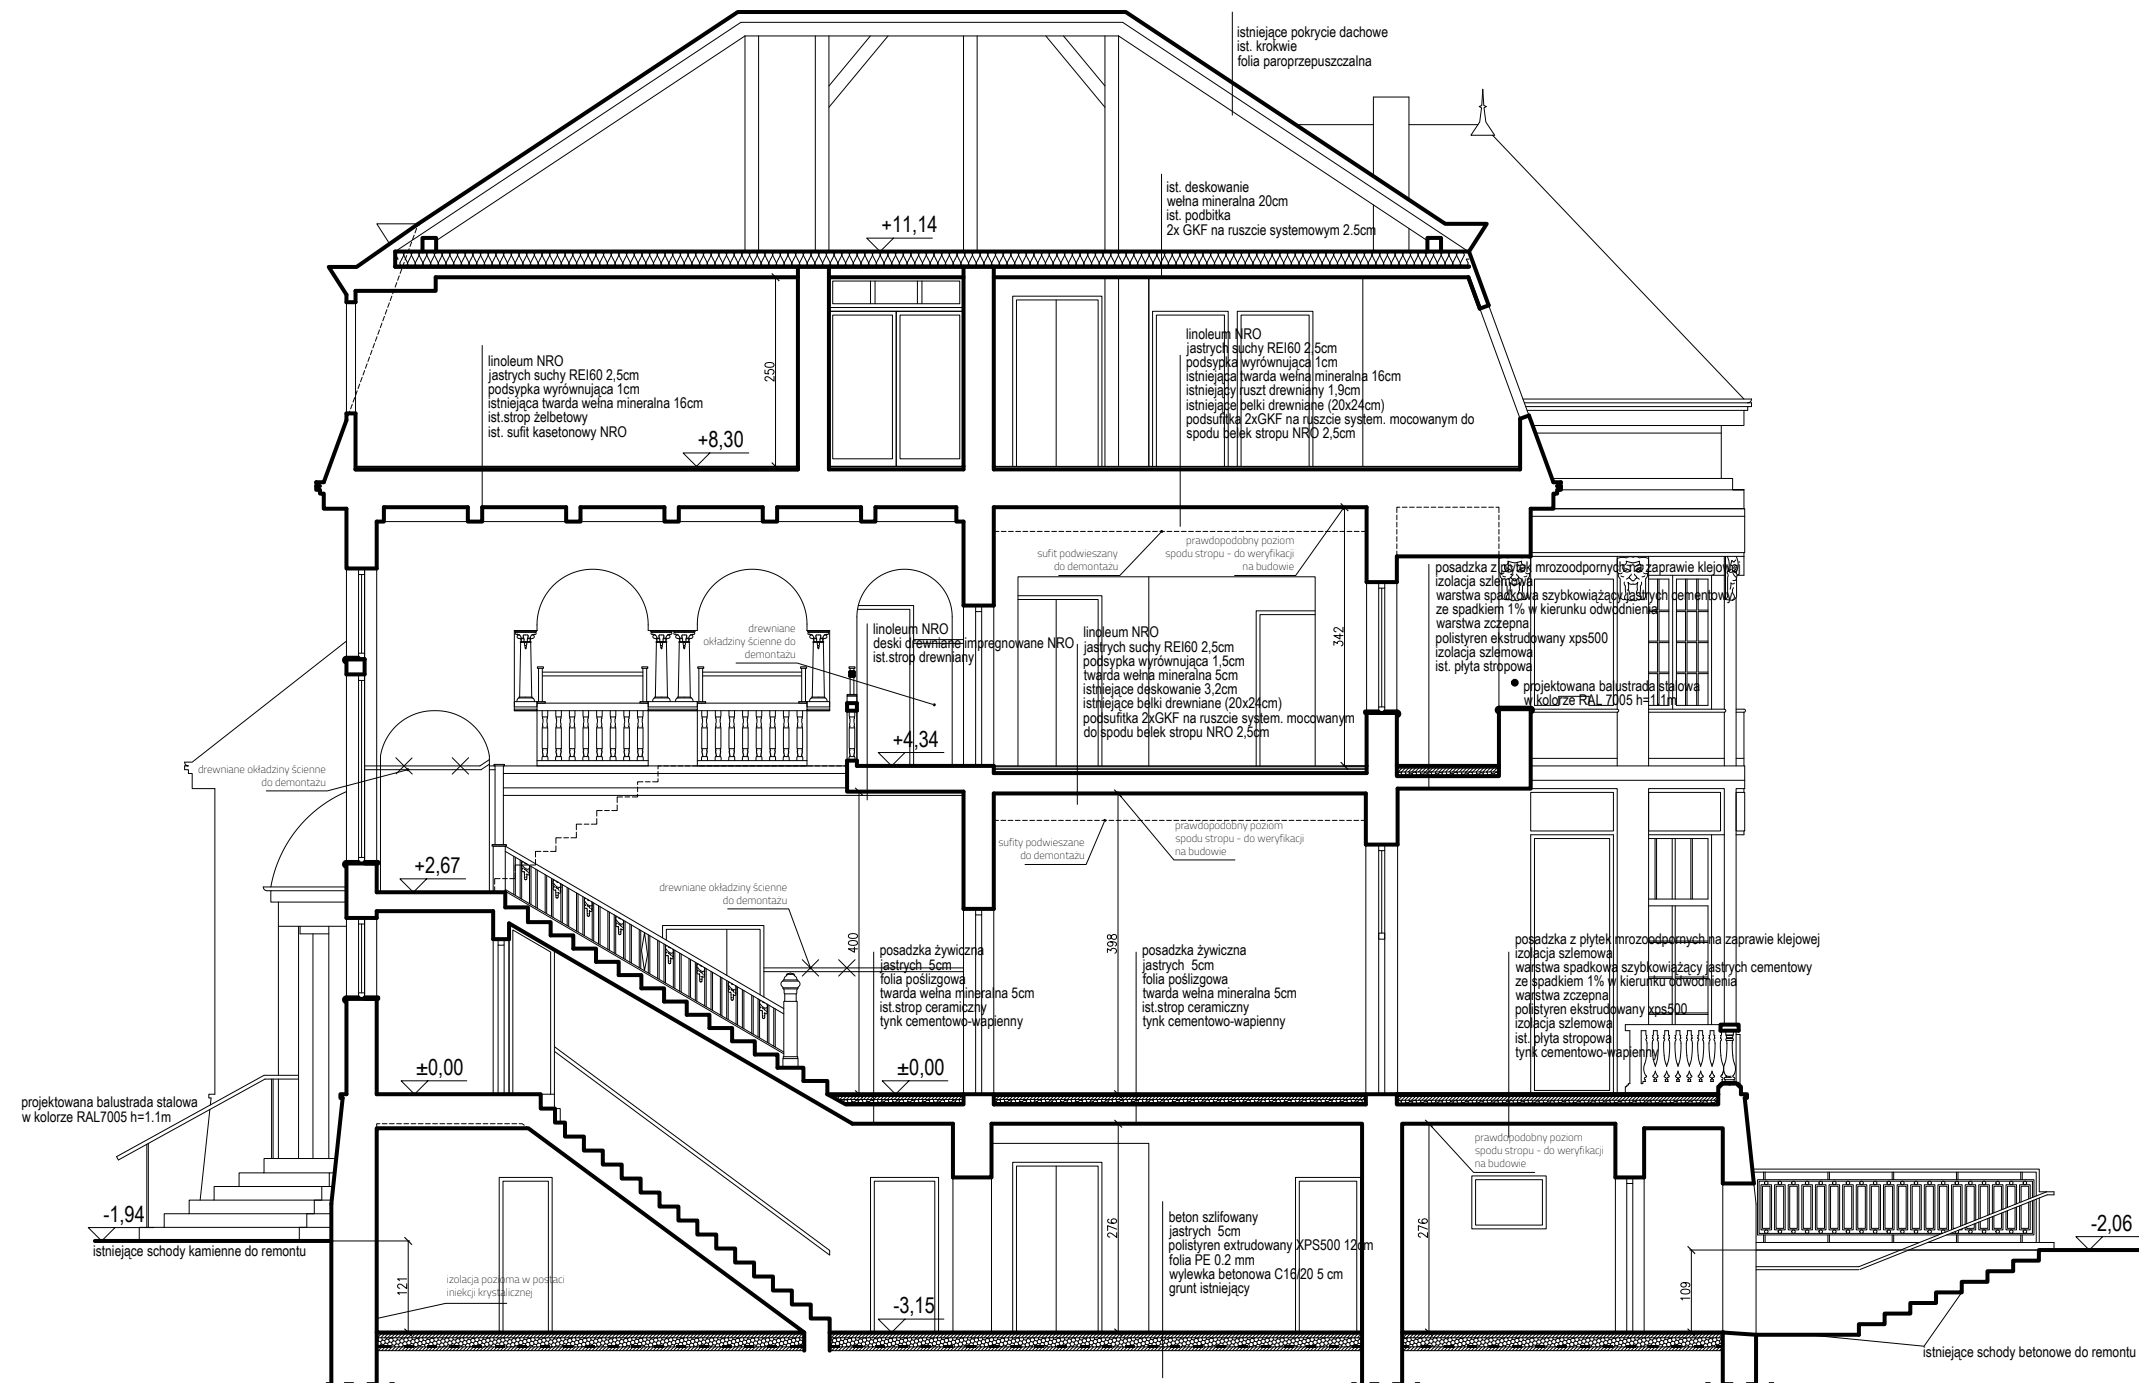 istniejące pokrycie dachowe
ist. krokwie
folia paroprzepuszczalna
ist. deskowanie
wełna mineralna 20cm
ist. podbitka
2x GKF na ruszcie systemowym 2.5cm
+11,14
linoleum NRO
jastrych suchy REI60 2,5cm
podsypka wyrównująca 1cm
istniejąca twarda wełna mineralna 16cm
ist.strop żelbetowy
ist. sufit kasetonowy NRO
250
+8,30
linoleum NRO
jastrych suchy REI60 2,5cm
podsypka wyrównująca 1cm
istniejąca twarda wełna mineralna 16cm
istniejący ruszt drewniany 1,9cm
istniejące belki drewniane (20x24cm)
podsufitka 2xGKF na ruszcie system. mocowanym do
spodu belek stropu NRO 2,5cm
sufit podwieszany
do demontażu
prawdopodobny poziom
spodu stropu - do weryfikacji
na budowie
342
posadzka z płytek mrozoodpornych na zaprawie klejowej
izolacja szlemowa
warstwa spadkowa szybkowiążący jastrych cementowy
ze spadkiem 1% w kierunku odwodnienia
warstwa zczepna
polistyren ekstrudowany xps500
izolacja szlemowa
ist. płyta stropowa
projektowana balustrada stalowa
w kolorze RAL 7005 h=1.1m
drewniane
okładziny ścienne do
demontażu
linoleum NRO
deski drewniane impregnowane NRO
ist.strop drewniany
linoleum NRO
jastrych suchy REI60 2,5cm
podsypka wyrównująca 1,5cm
twarda wełna mineralna 5cm
istniejące deskowanie 3,2cm
istniejące belki drewniane (20x24cm)
podsufitka 2xGKF na ruszcie system. mocowanym
do spodu belek stropu NRO 2,5cm
+4,34
drewniane okładziny ścienne
do demontażu
sufity podwieszane
do demontażu
prawdopodobny poziom
spodu stropu - do weryfikacji
na budowie
+2,67
drewniane okładziny ścienne
do demontażu
400
398
posadzka żywiczna
jastrych 5cm
folia poślizgowa
twarda wełna mineralna 5cm
ist.strop ceramiczny
tynk cementowo-wapienny
posadzka żywiczna
jastrych 5cm
folia poślizgowa
twarda wełna mineralna 5cm
ist.strop ceramiczny
tynk cementowo-wapienny
posadzka z płytek mrozoodpornych na zaprawie klejowej
izolacja szlemowa
warstwa spadkowa szybkowiążący jastrych cementowy
ze spadkiem 1% w kierunku odwodnienia
warstwa zczepna
polistyren ekstrudowany xps500
izolacja szlemowa
ist. płyta stropowa
tynk cementowo-wapienny
±0,00
±0,00
projektowana balustrada stalowa
w kolorze RAL7005 h=1.1m
prawdopodobny poziom
spodu stropu - do weryfikacji
na budowie
-1,94
istniejące schody kamienne do remontu
121
izolacja pozioma w postaci
iniekcji krystalicznej
-3,15
276
beton szlifowany
jastrych 5cm
polistyren extrudowany XPS500 12cm
folia PE 0.2 mm
wylewka betonowa C16/20 5 cm
grunt istniejący
276
109
-2,06
istniejące schody betonowe do remontu